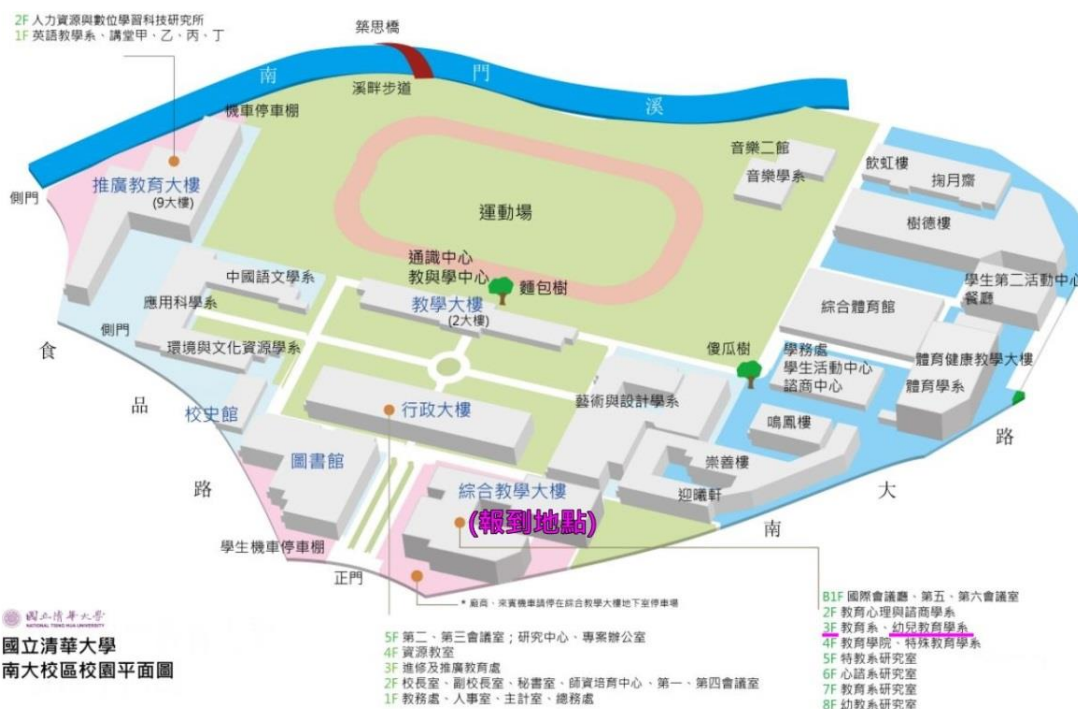 2F 人力資源與數位學習科技研究所
1F 英語教學系、講堂甲、乙、丙、丁
築思橋
南門溪
溪畔步道
機車停車棚
側門
推廣教育大樓
(9大樓)
運動場
音樂二館
音樂學系
飲虹樓
掬月齋
樹德樓
中國語文學系
通識中心
教與學中心
麵包樹
教學大樓
(2大樓)
學生第二活動中心
餐廳
綜合體育館
應用科學系
側門
環境與文化資源學系
傻瓜樹
學務處
學生活動中心
諮商中心
體育健康教學大樓
體育學系
食品路
校史館
行政大樓
藝術與設計學系
鳴鳳樓
圖書館
崇善樓
綜合教學大樓
(報到地點)
迎曦軒
南大路
學生機車停車棚
正門
* 廠商、來賓機車請停在綜合教學大樓地下室停車場
國立清華大學
NATIONAL TSING HUA UNIVERSITY
國立清華大學
南大校區校園平面圖
5F 第二、第三會議室；研究中心、專案辦公室
4F 資源教室
3F 進修及推廣教育處
2F 校長室、副校長室、秘書室、師資培育中心、第一、第四會議室
1F 教務處、人事室、主計室、總務處
B1F 國際會議廳、第五、第六會議室
2F 教育心理與諮商學系
3F 教育系、幼兒教育學系
4F 教育學院、特殊教育學系
5F 特教系研究室
6F 心諮系研究室
7F 教育系研究室
8F 幼教系研究室